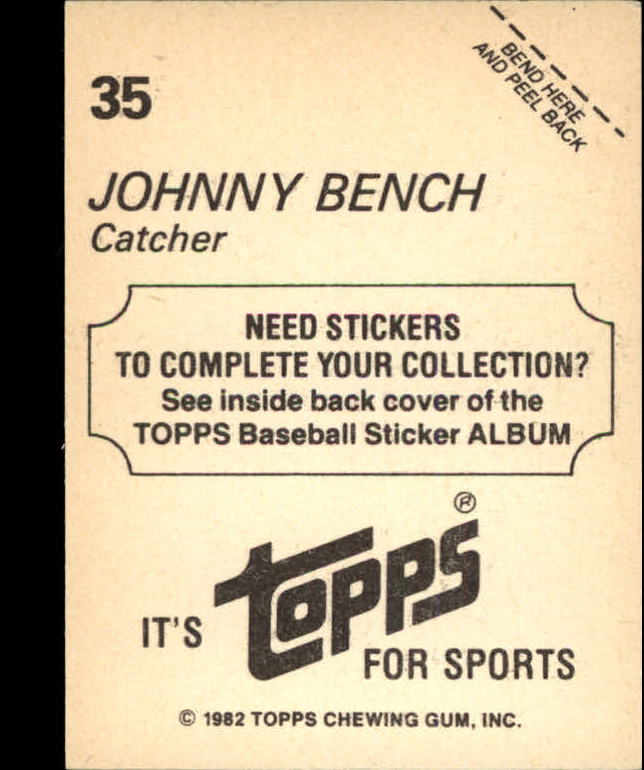 35
BEND HERE
AND PEEL BACK
JOHNNY BENCH
Catcher
NEED STICKERS
TO COMPLETE YOUR COLLECTION?
See inside back cover of the
TOPPS Baseball Sticker ALBUM
IT'S
Topps®
FOR SPORTS
© 1982 TOPPS CHEWING GUM, INC.